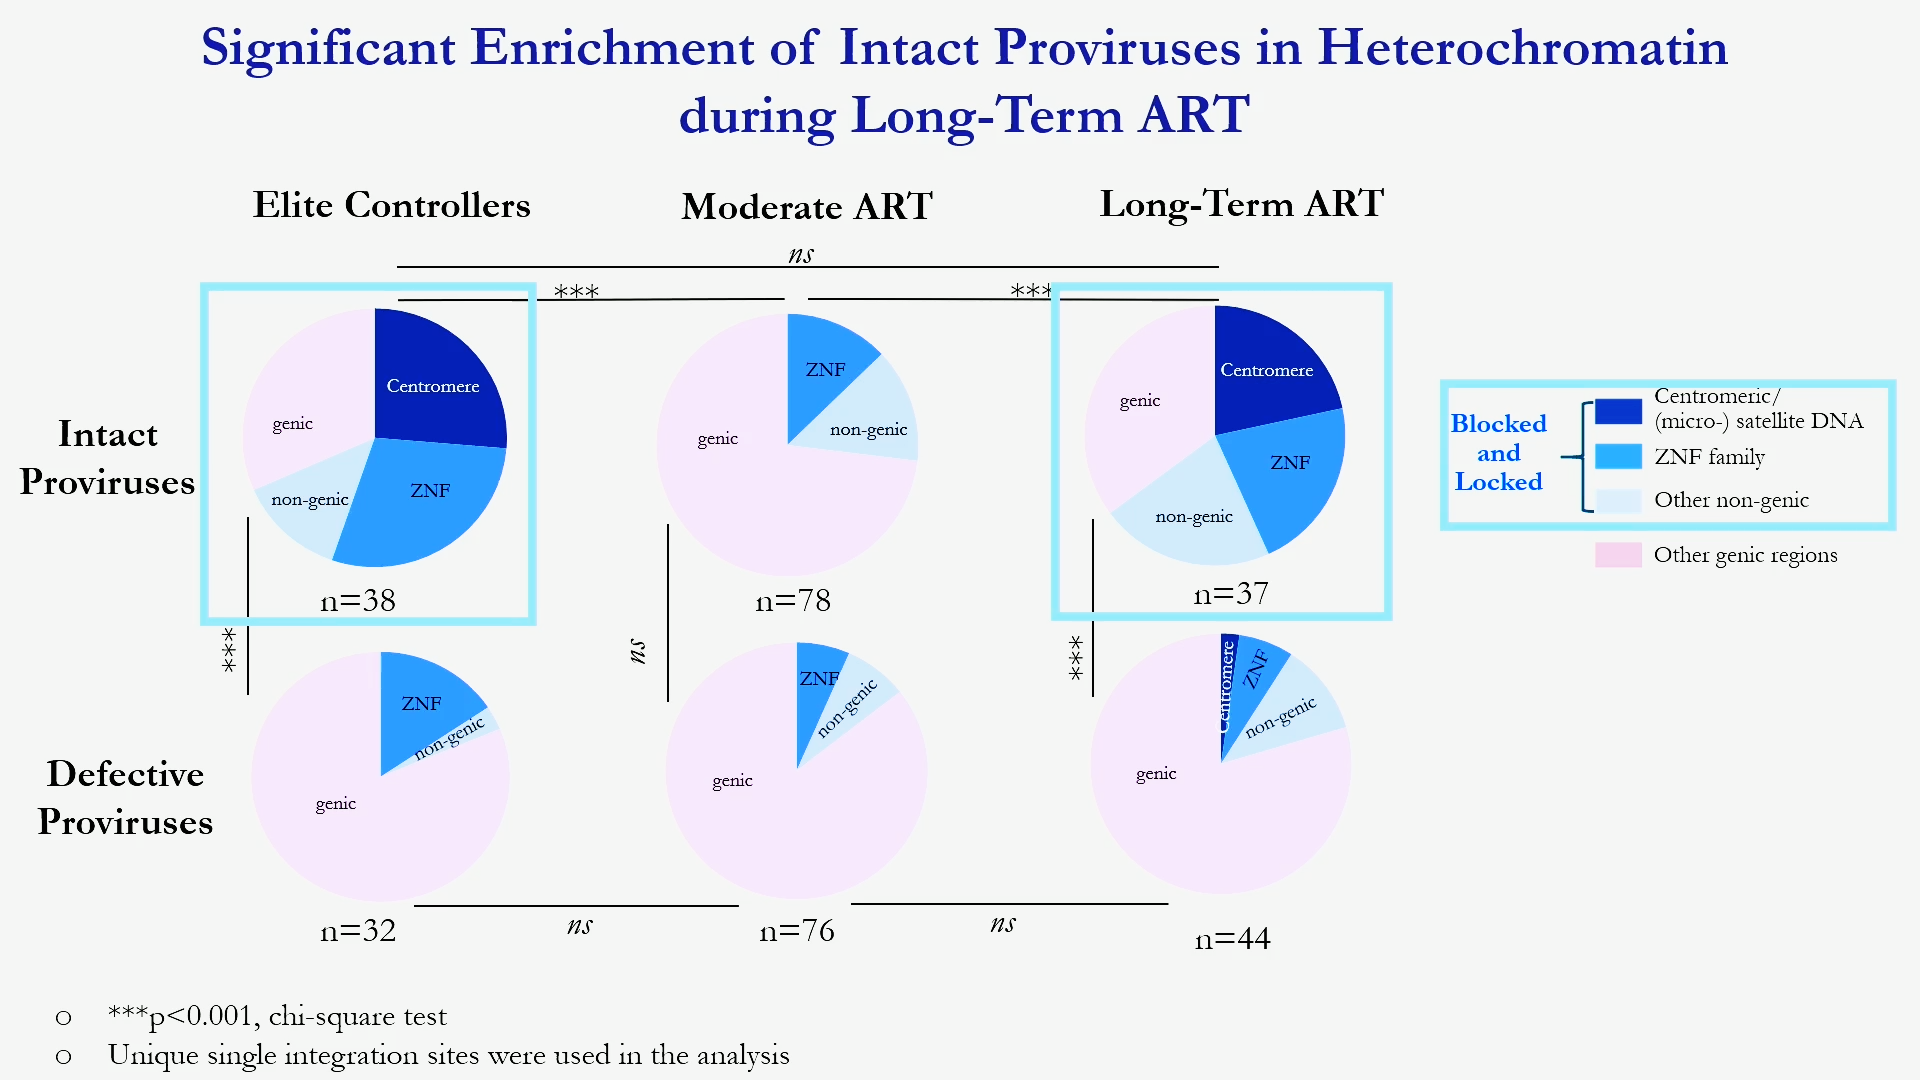 Significant Enrichment of Intact Proviruses in Heterochromatin
during Long-Term ART
Elite Controllers
Moderate ART
Long-Term ART
ns
***
***
Intact
Proviruses
Centromere
ZNF
non-genic
genic
n=38
ZNF
non-genic
genic
n=78
Centromere
ZNF
non-genic
genic
n=37
Blocked
and
Locked
Centromeric/
(micro-) satellite DNA
ZNF family
Other non-genic
Other genic regions
***
ns
***
Defective
Proviruses
ZNF
non-genic
genic
n=32
ZNF
non-genic
genic
n=76
Centromere
ZNF
non-genic
genic
n=44
ns
ns
○ ***p<0.001, chi-square test
○ Unique single integration sites were used in the analysis